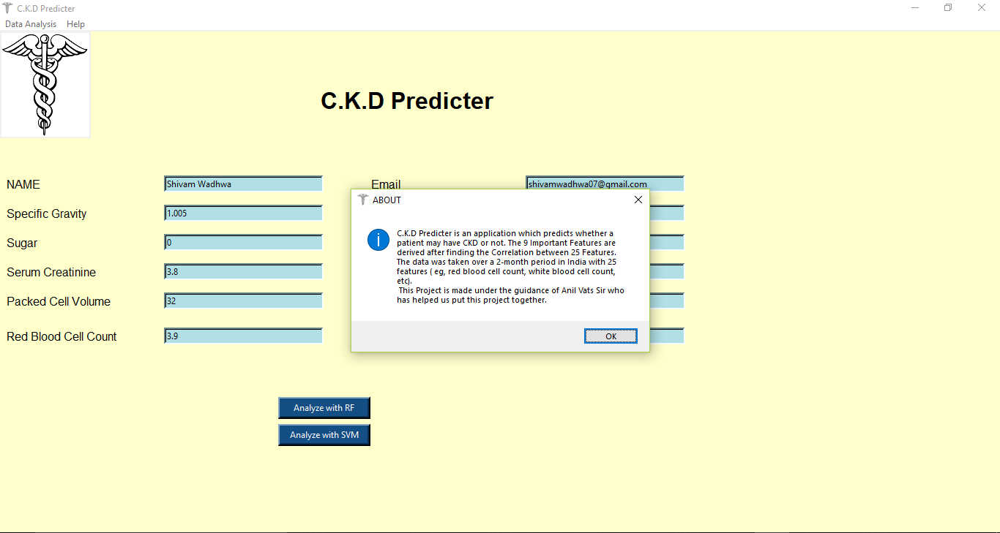 C.K.D Predicter
Data Analysis Help
C.K.D Predicter
NAME Shivam Wadhwa Email shivamwadhwa07@gmail.com
ABOUT
Specific Gravity 1.005
Sugar 0
Serum Creatinine 3.8
Packed Cell Volume 32
Red Blood Cell Count 3.9
C.K.D Predicter is an application which predicts whether a
patient may have CKD or not. The 9 Important Features are
derived after finding the Correlation between 25 Features.
The data was taken over a 2-month period in India with 25
features ( eg, red blood cell count, white blood cell count,
etc).
This Project is made under the guidance of Anil Vats Sir who
has helped us put this project together.
OK
Analyze with RF
Analyze with SVM